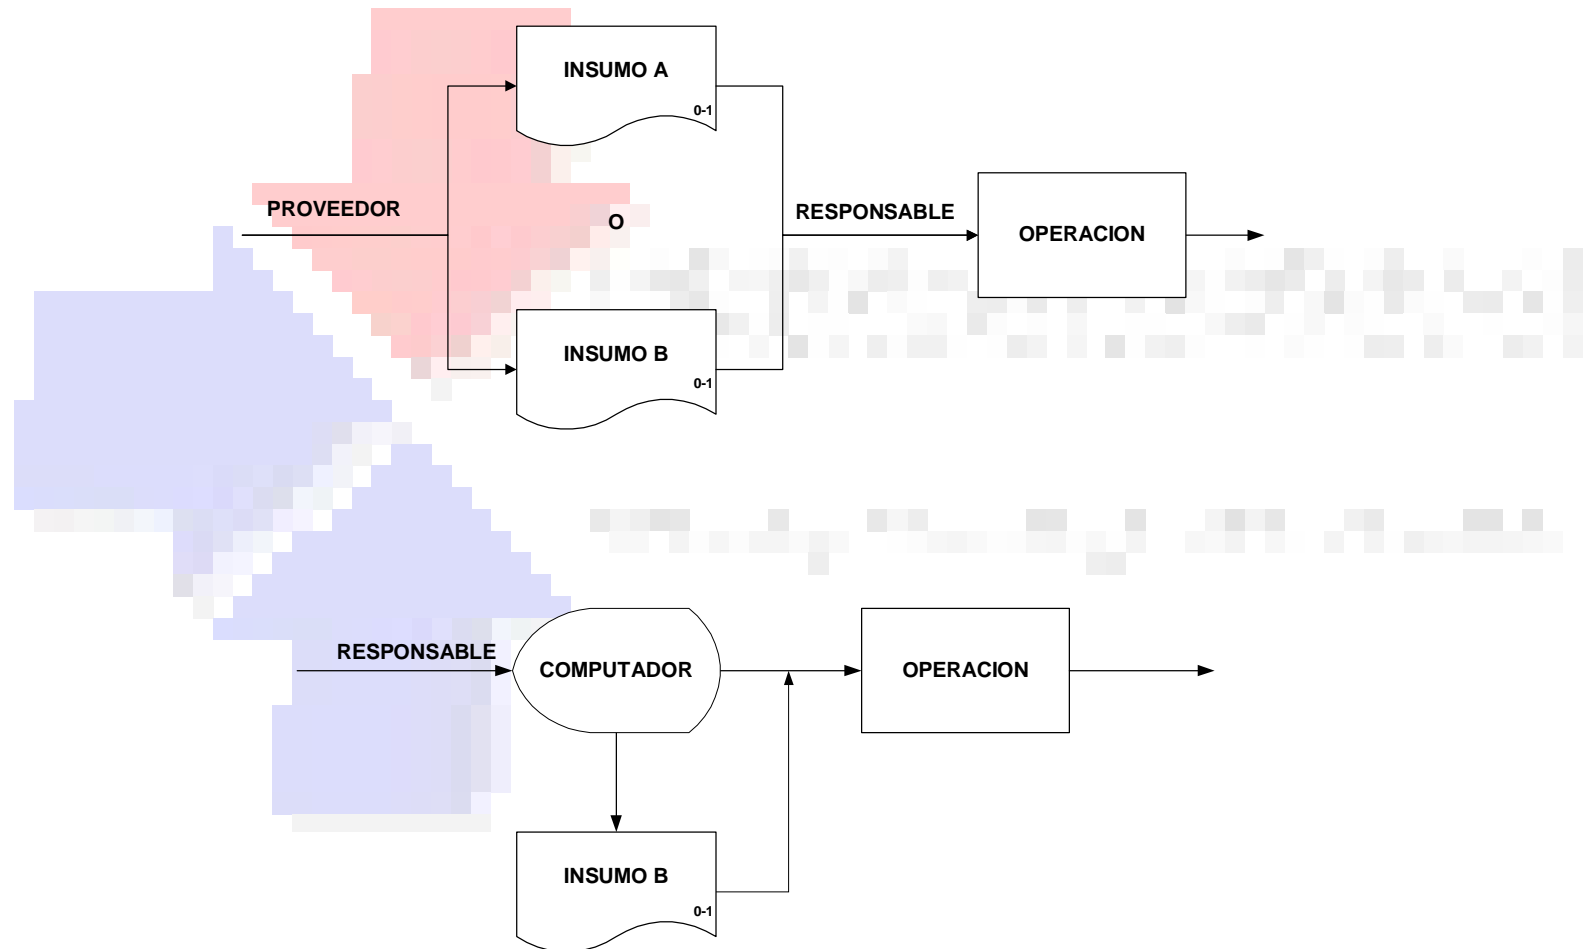 INSUMO A
0-1
PROVEEDOR
O
RESPONSABLE
OPERACION
INSUMO B
0-1
RESPONSABLE
COMPUTADOR
OPERACION
INSUMO B
0-1